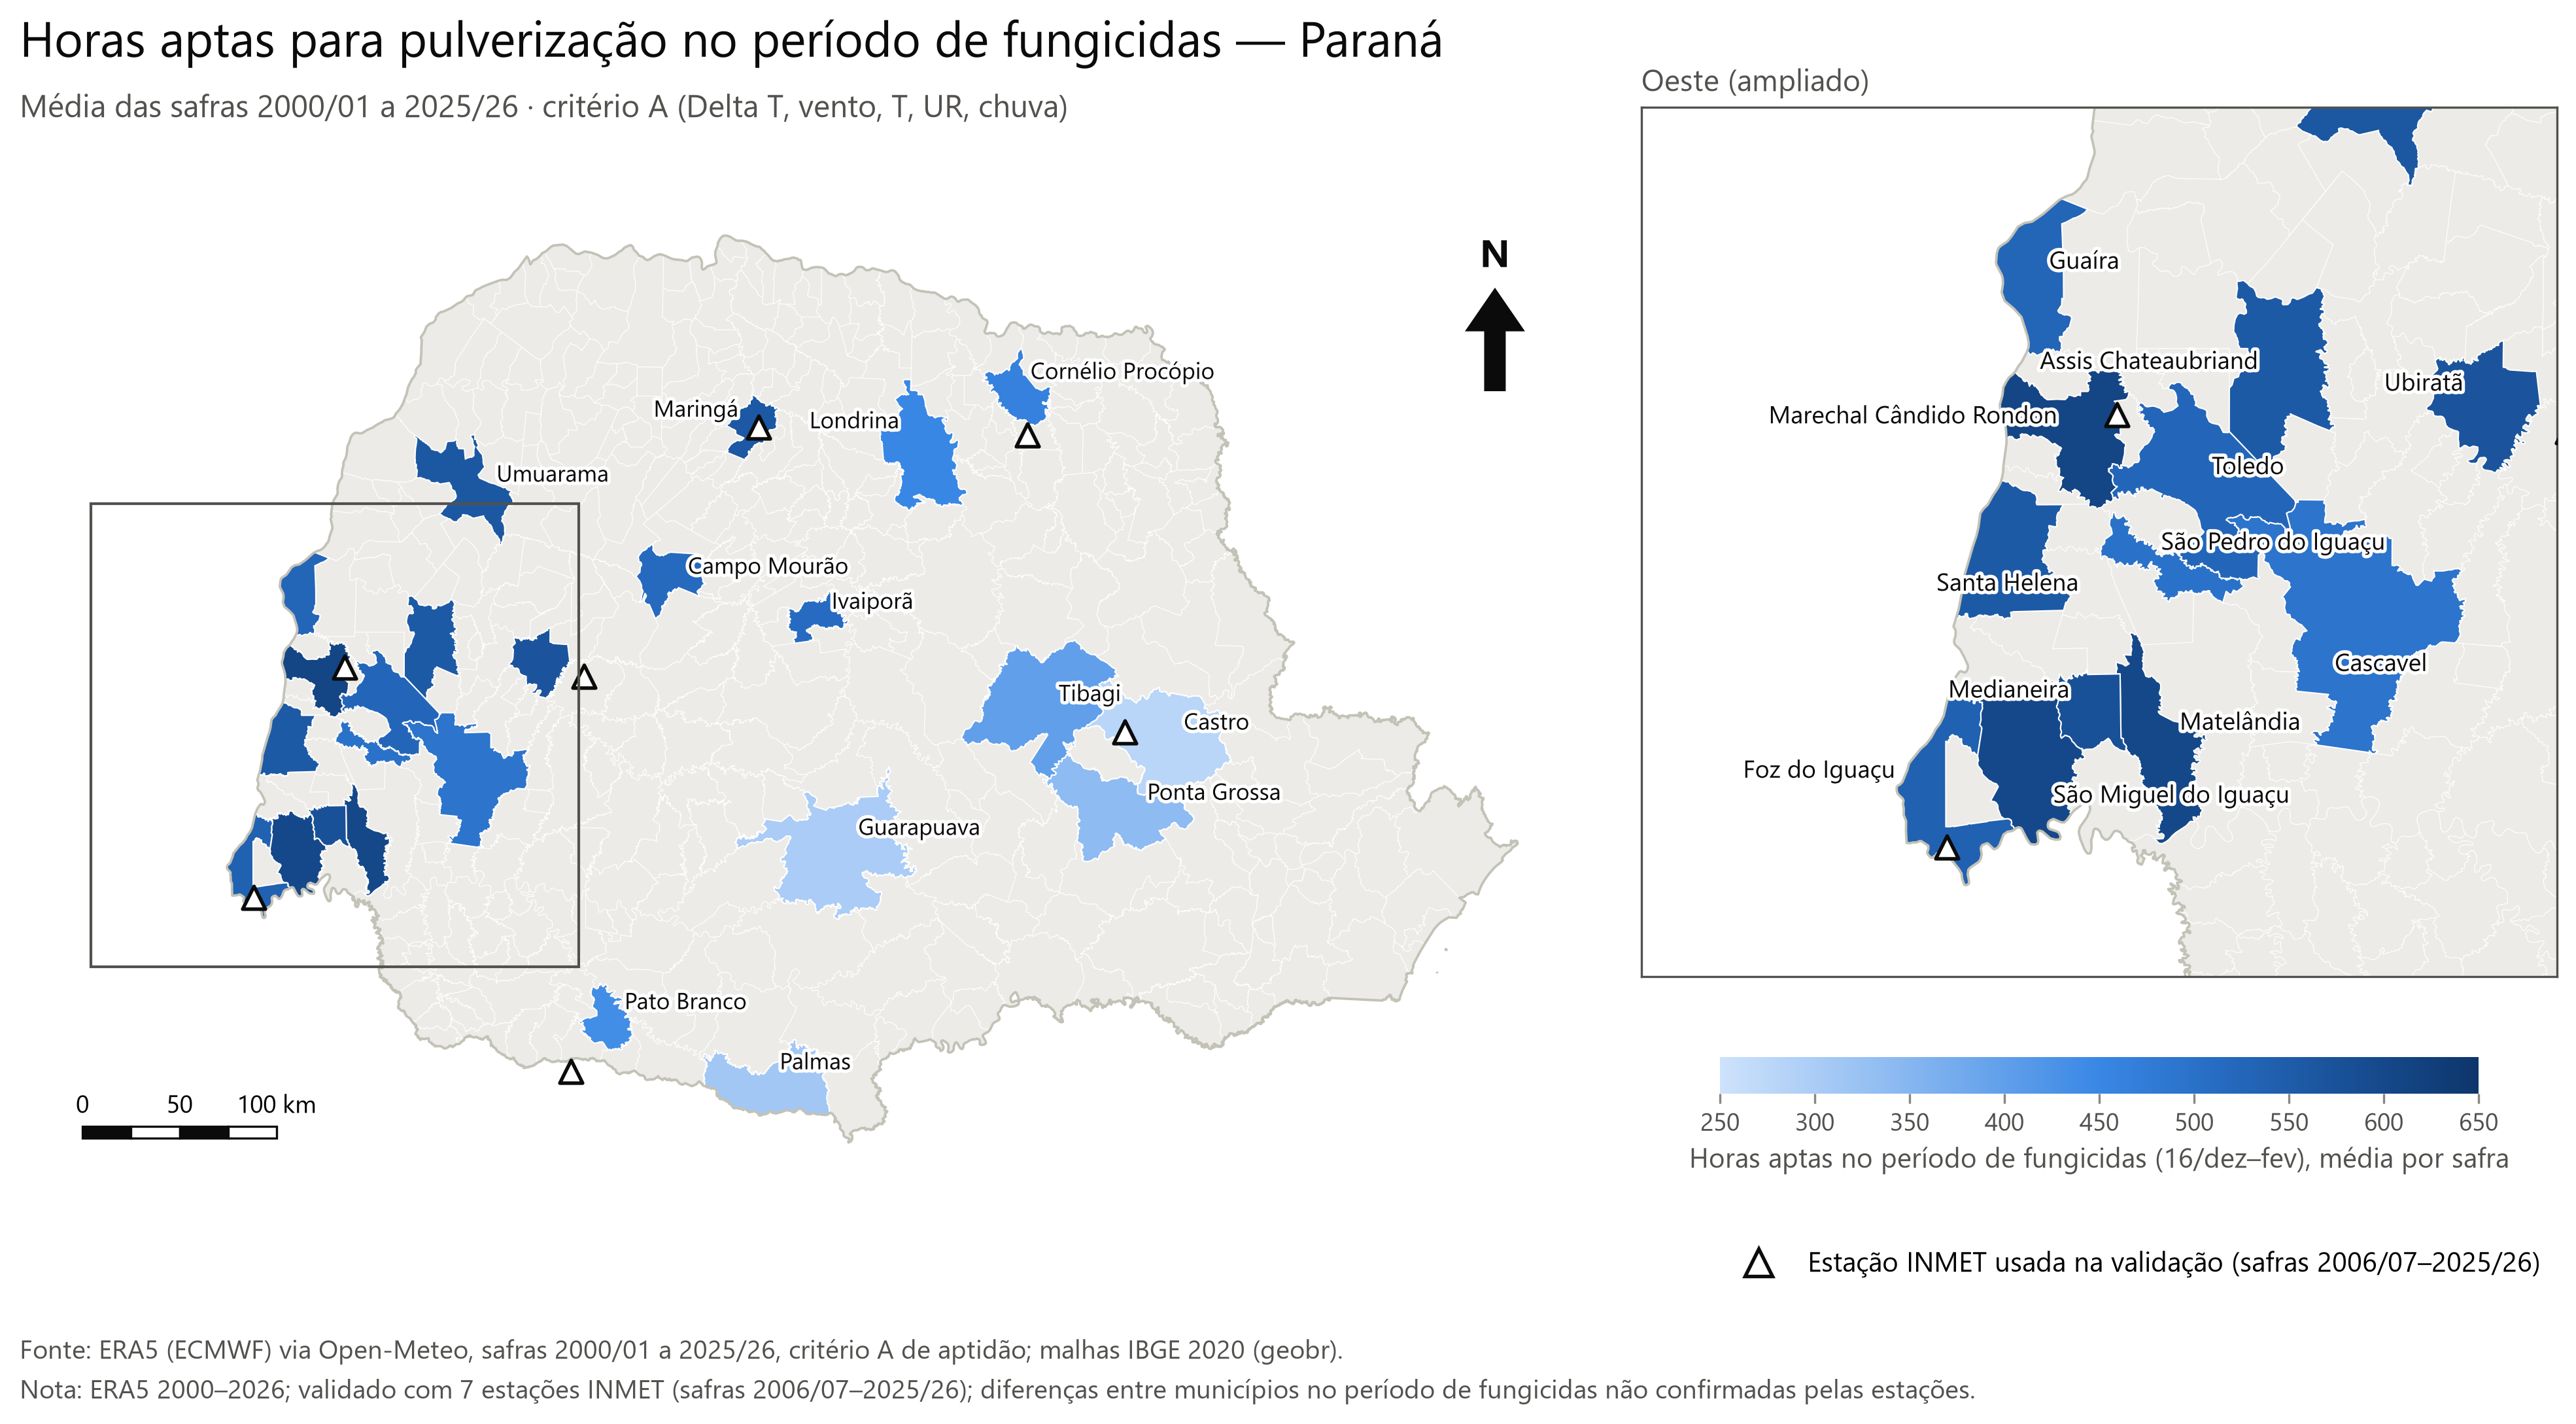 Horas aptas para pulverização no período de fungicidas — Paraná
Média das safras 2000/01 a 2025/26 · critério A (Delta T, vento, T, UR, chuva)
N
Cornélio Procópio
Maringá
Londrina
Umuarama
Campo Mourão
Ivaiporã
Tibagi
Castro
Ponta Grossa
Guarapuava
Pato Branco
Palmas
0 50 100 km
Oeste (ampliado)
Guaíra
Assis Chateaubriand
Ubiratã
Marechal Cândido Rondon
Toledo
São Pedro do Iguaçu
Santa Helena
Cascavel
Medianeira
Matelândia
Foz do Iguaçu
São Miguel do Iguaçu
250 300 350 400 450 500 550 600 650
Horas aptas no período de fungicidas (16/dez–fev), média por safra
Estação INMET usada na validação (safras 2006/07–2025/26)
Fonte: ERA5 (ECMWF) via Open-Meteo, safras 2000/01 a 2025/26, critério A de aptidão; malhas IBGE 2020 (geobr).
Nota: ERA5 2000–2026; validado com 7 estações INMET (safras 2006/07–2025/26); diferenças entre municípios no período de fungicidas não confirmadas pelas estações.